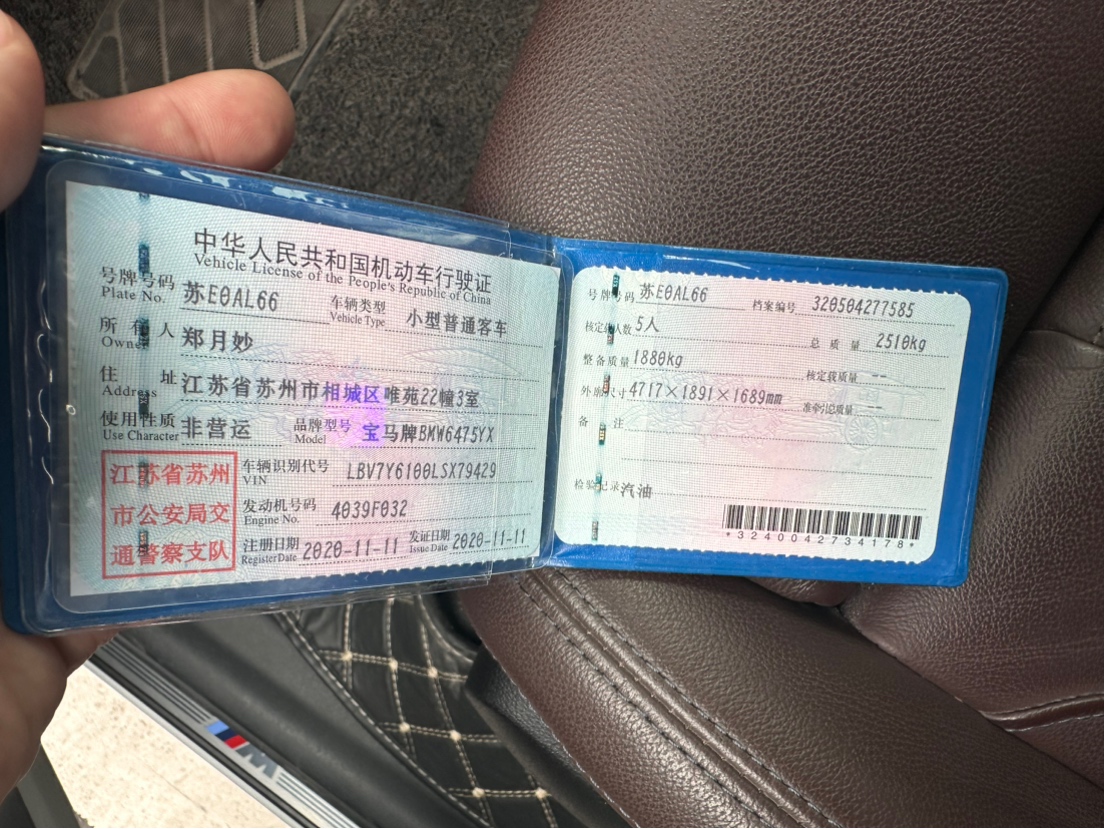 中华人民共和国机动车行驶证
Vehicle License of the People's Republic of China
号牌号码 苏E0AL66 车辆类型 小型普通客车
Plate No. Vehicle Type
所有人 郑月妙
Owner
住址 江苏省苏州市相城区唯苑22幢3室
Address
使用性质 非营运 品牌型号 宝马牌BMW6475YX
Use Character Model
江苏省苏州
市公安局交
通警察支队
车辆识别代号 LBV7Y6100LSX79429
VIN
发动机号码 4039F032
Engine No.
注册日期 2020-11-11 发证日期 2020-11-11
Register Date Issue Date
号牌号码 苏E0AL66 档案编号 320504277585
核定载人数 5人 总质量 2510kg
整备质量 1880kg 核定载质量 --
外廓尺寸 4717×1891×1689mm 准牵引总质量 --
备注
检验记录 汽油
*3240042734178*
M